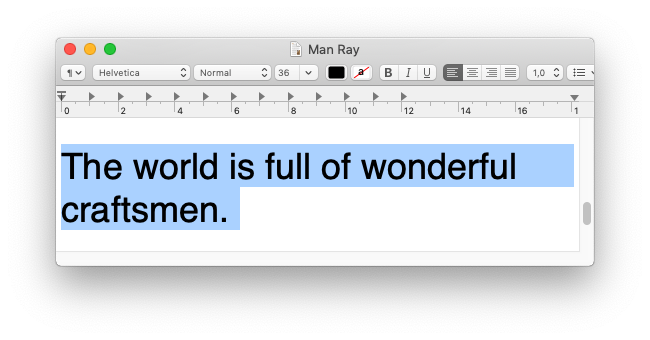 Man Ray
¶ Helvetica Normal 36 a B I U 1,0
0 2 4 6 8 10 12 14 16 1
The world is full of wonderful
craftsmen.